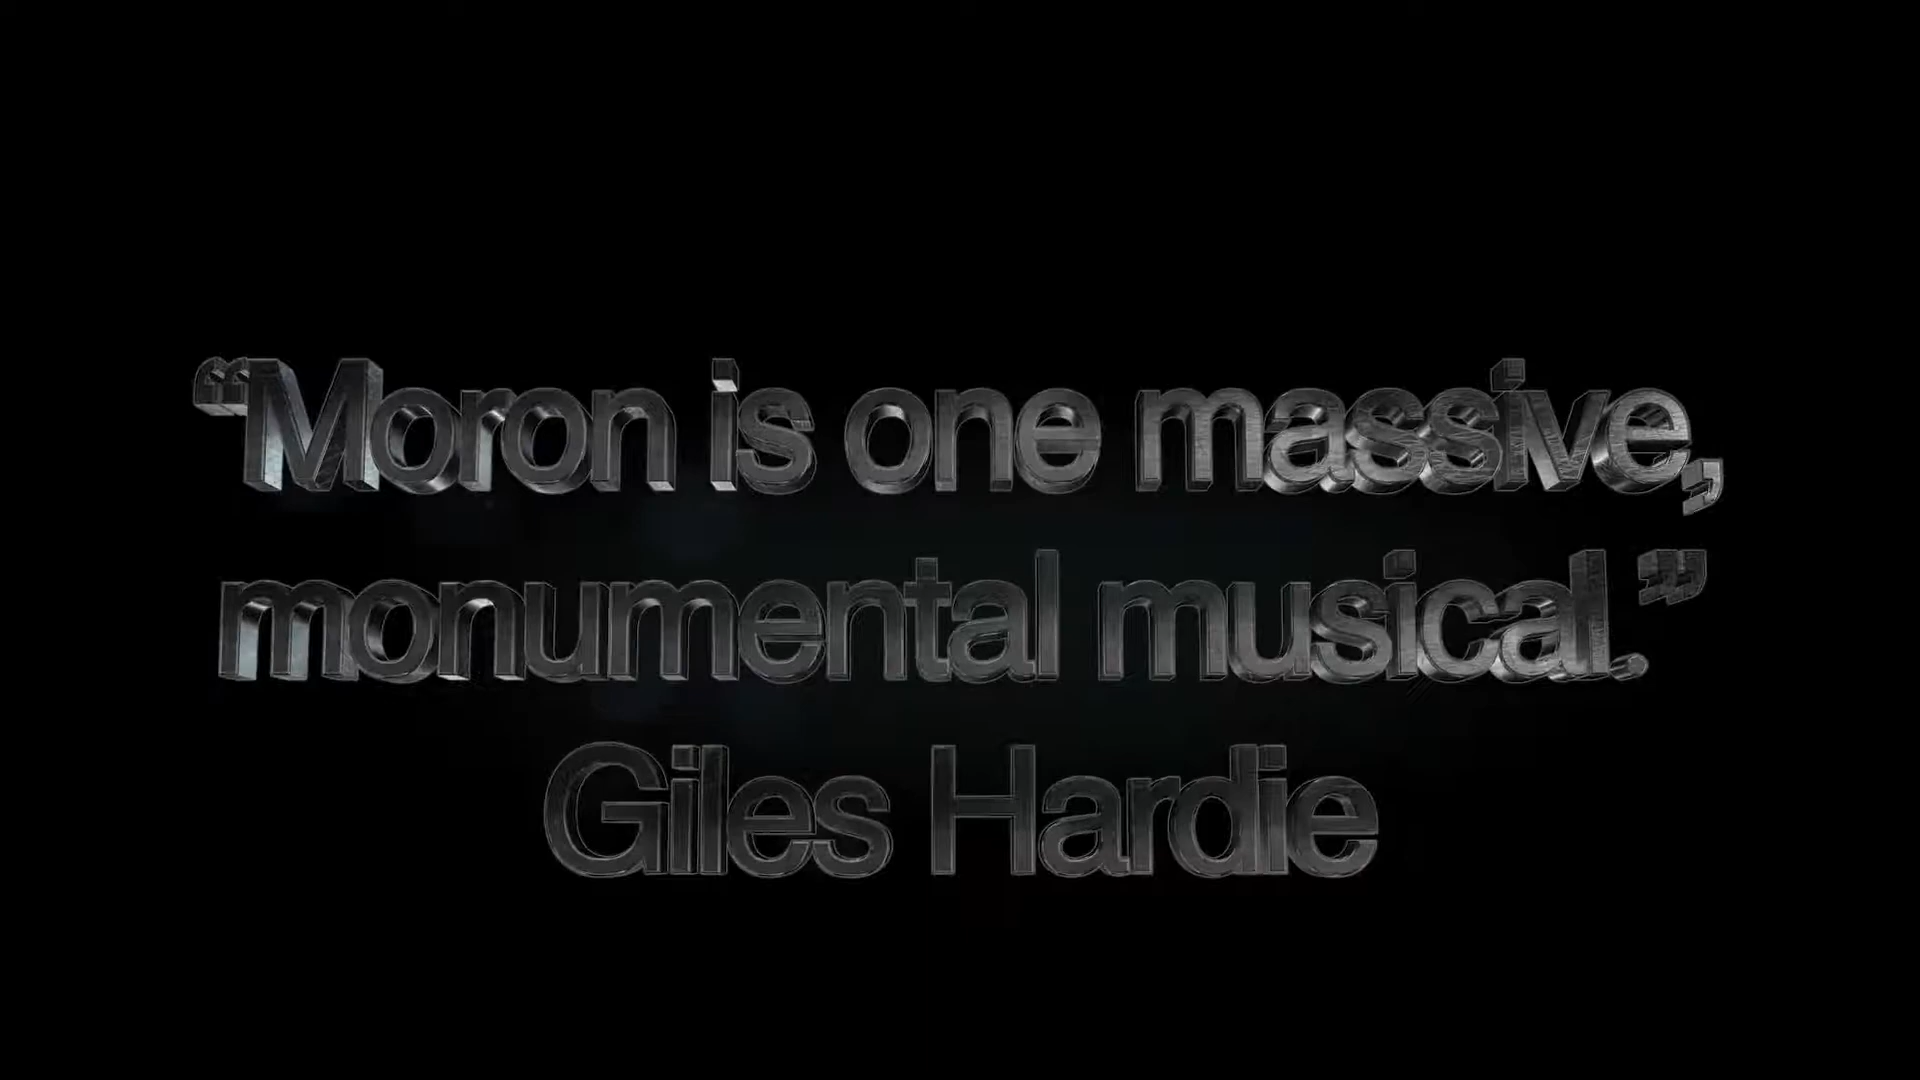 “Moron is one massive,
monumental musical.”
Giles Hardie